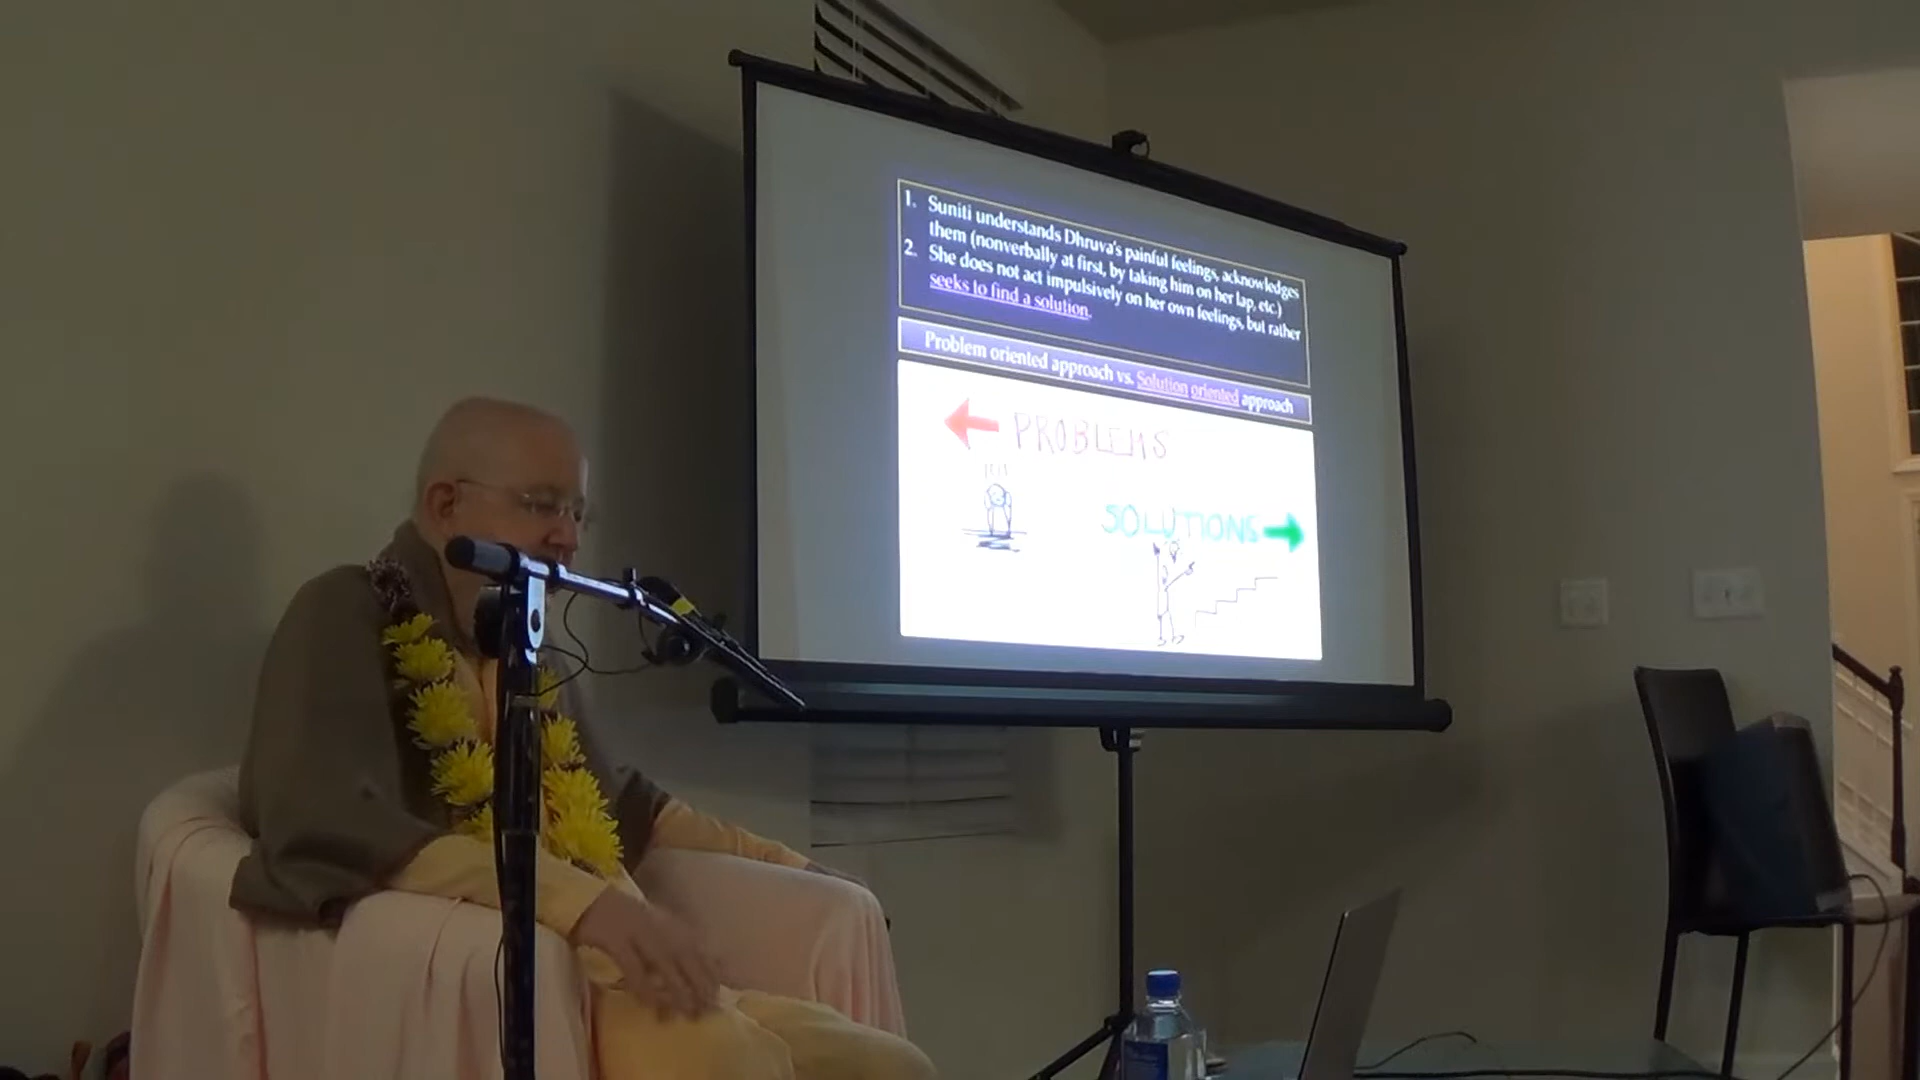 1. Suniti understands Dhruva's painful feelings, acknowledges
them (nonverbally at first, by taking him on her lap, etc.)
2. She does not act impulsively on her own feelings, but rather
seeks to find a solution.
Problem oriented approach vs. Solution oriented approach
PROBLEMS
SOLUTIONS